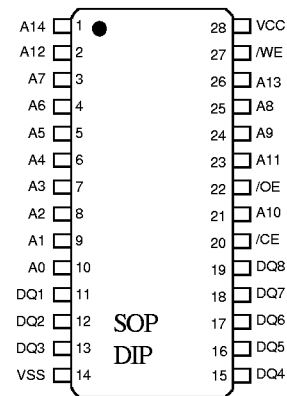 A14 1 28 VCC
A12 2 27 /WE
A7 3 26 A13
A6 4 25 A8
A5 5 24 A9
A4 6 23 A11
A3 7 22 /OE
A2 8 21 A10
A1 9 20 /CE
A0 10 19 DQ8
DQ1 11 18 DQ7
DQ2 12 SOP 17 DQ6
DQ3 13 DIP 16 DQ5
VSS 14 15 DQ4